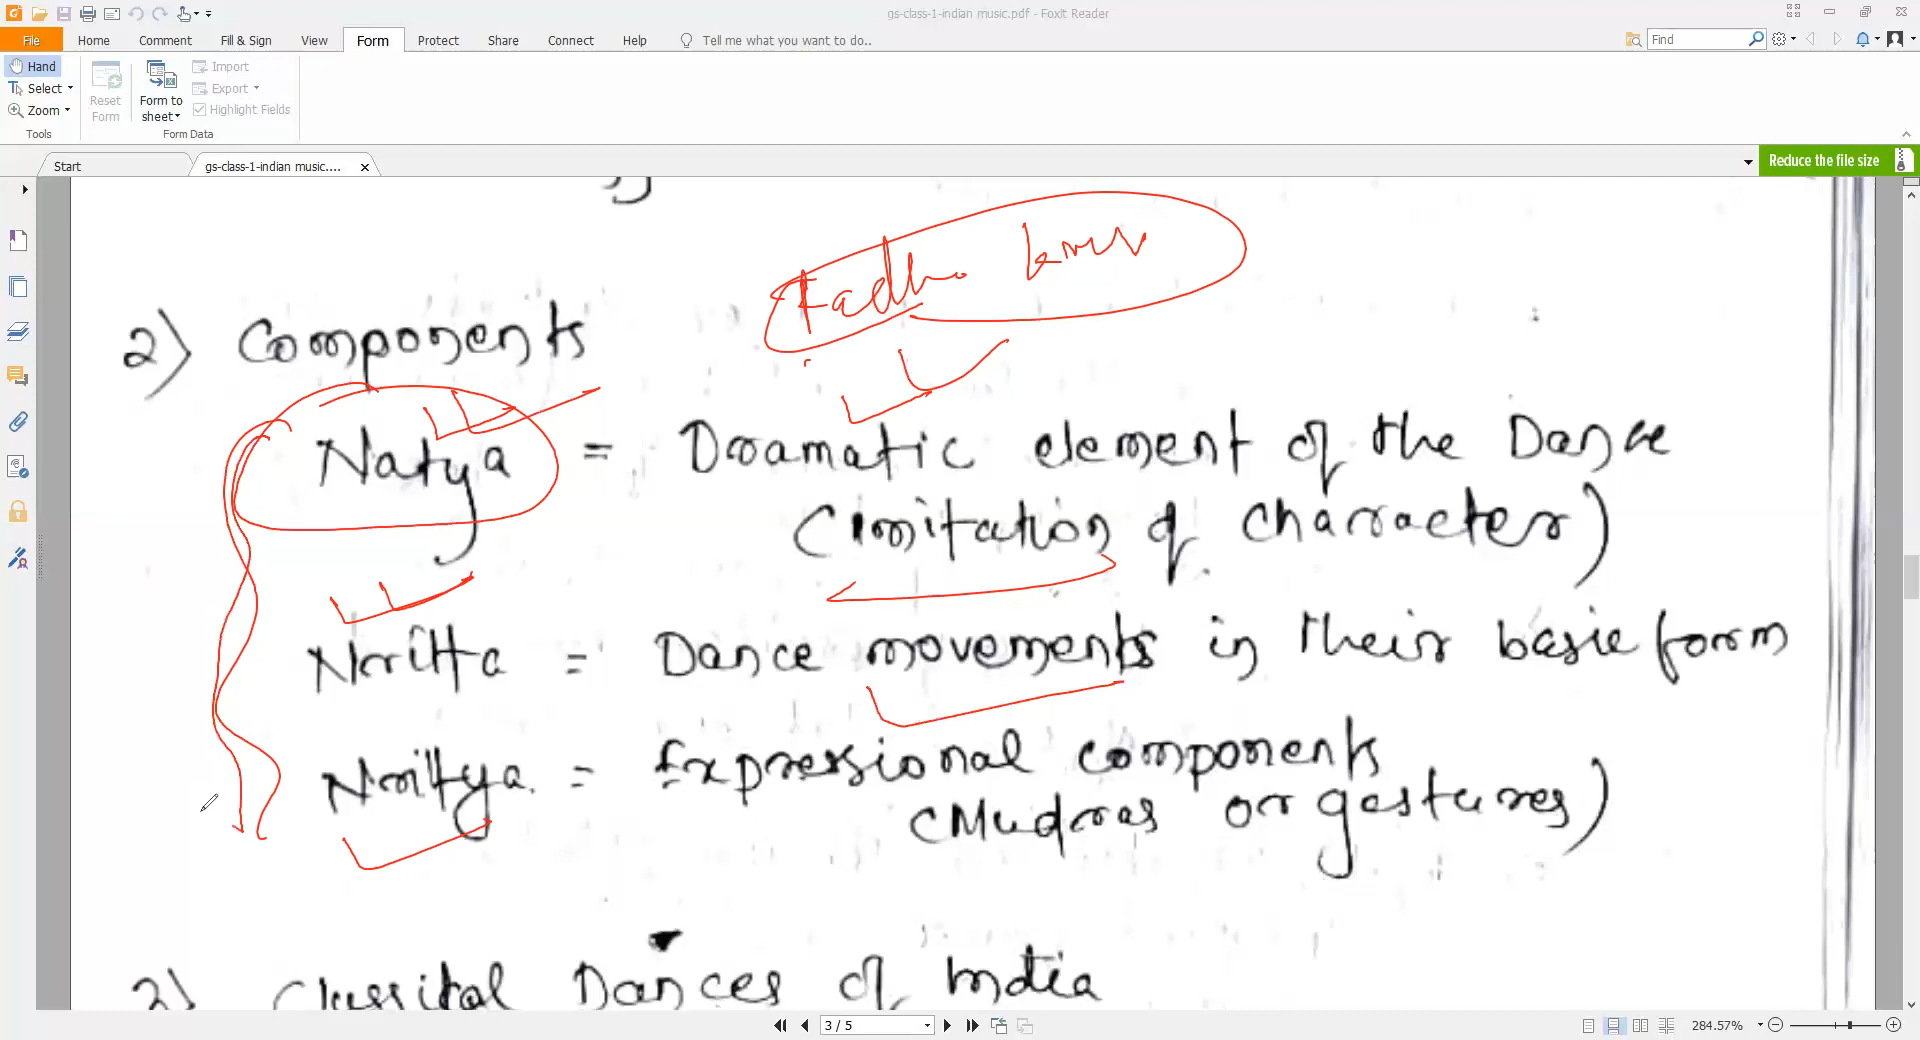 gs-class-1-indian music.pdf - Foxit Reader
File Home Comment Fill & Sign View Form Protect Share Connect Help Tell me what you want to do.. Find
Hand
Select
Zoom
Tools
Reset Form
Form to sheet
Import
Export
Highlight Fields
Form Data
Start gs-class-1-indian music.... Reduce the file size
2) Components
Natya = Dramatic element of the Dance
(Imitation of character)
Nritta = Dance movements in their basic form
Nrittya = Expressional components
(Mudras or gestures)
Classital Dances of India
3 / 5 284.57%